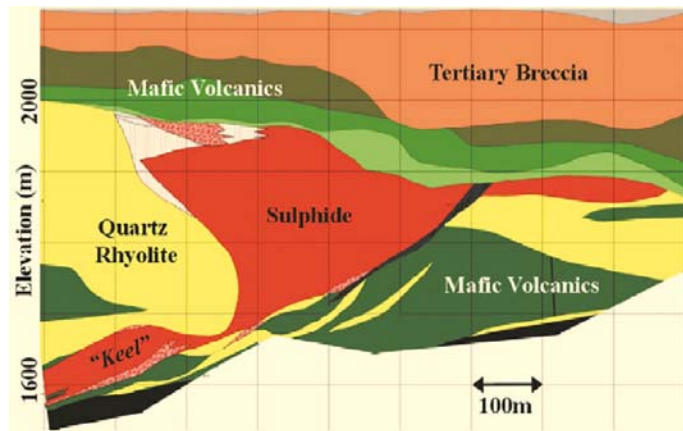 Tertiary Breccia
Mafic Volcanics
2000
Elevation (m)
Sulphide
Quartz
Rhyolite
Mafic Volcanics
"Keel"
1600
100m